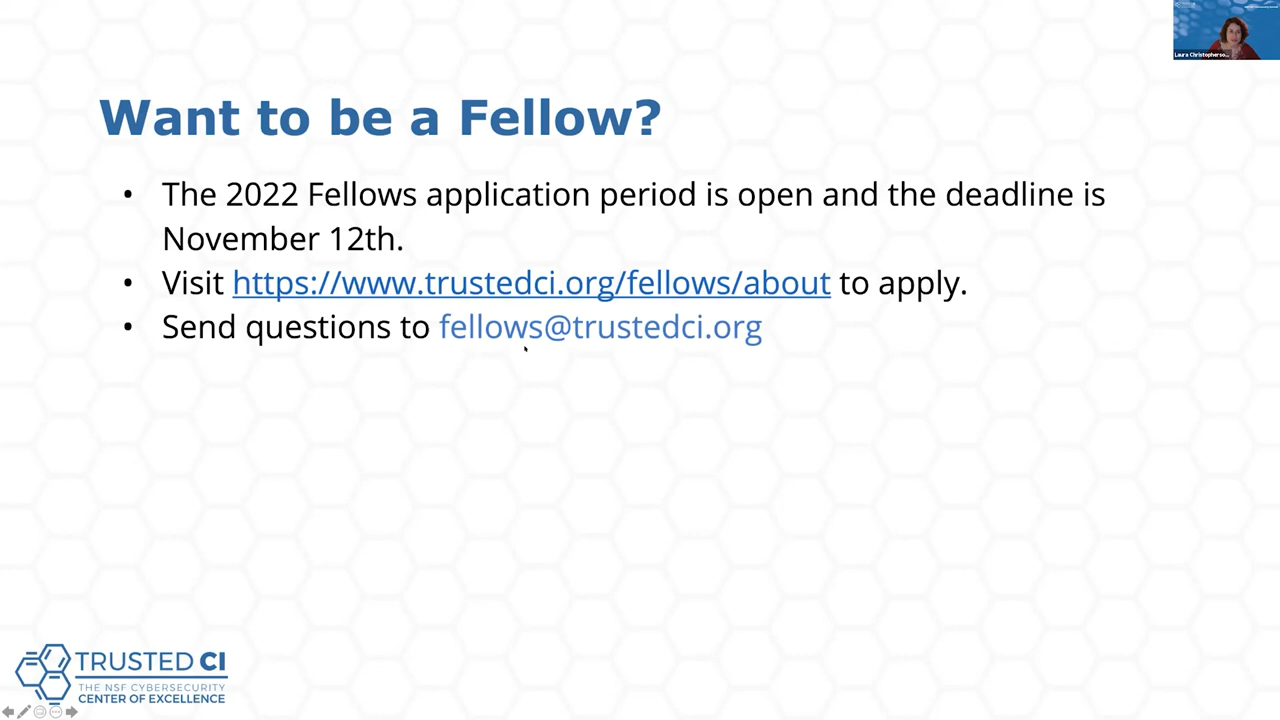 Laura Christopherso...
Want to be a Fellow?
• The 2022 Fellows application period is open and the deadline is
November 12th.
• Visit https://www.trustedci.org/fellows/about to apply.
• Send questions to fellows@trustedci.org
TRUSTED CI
THE NSF CYBERSECURITY
CENTER OF EXCELLENCE